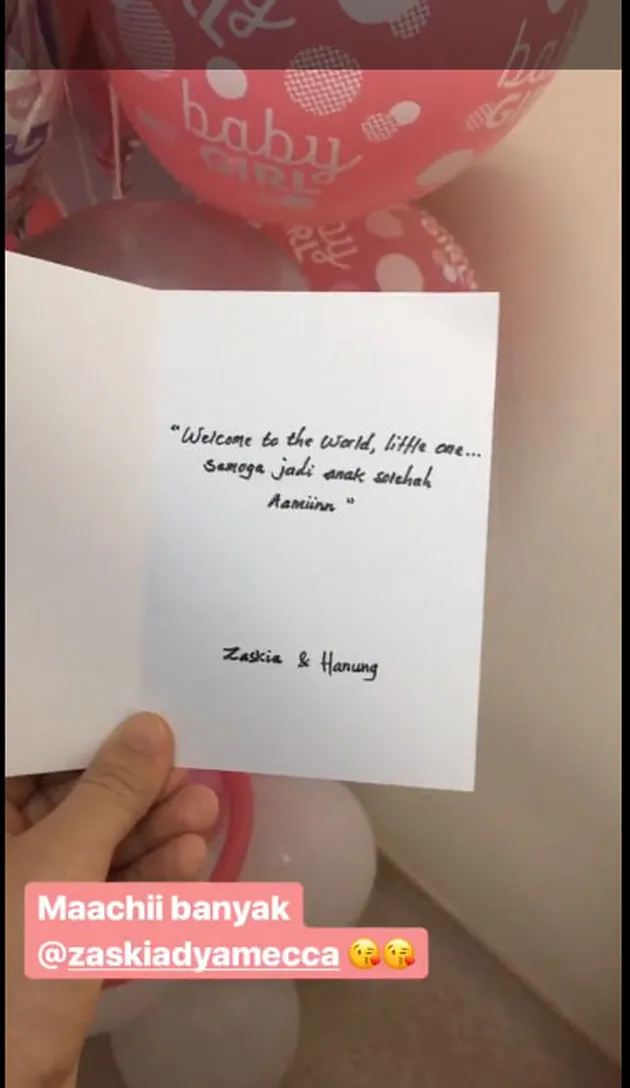 baby
GIRL
"Welcome to the World, little one...
Semoga jadi anak solehah
Aamiinn"
Zaskia & Hanung
Maachii banyak
@zaskiadyamecca 😘😘